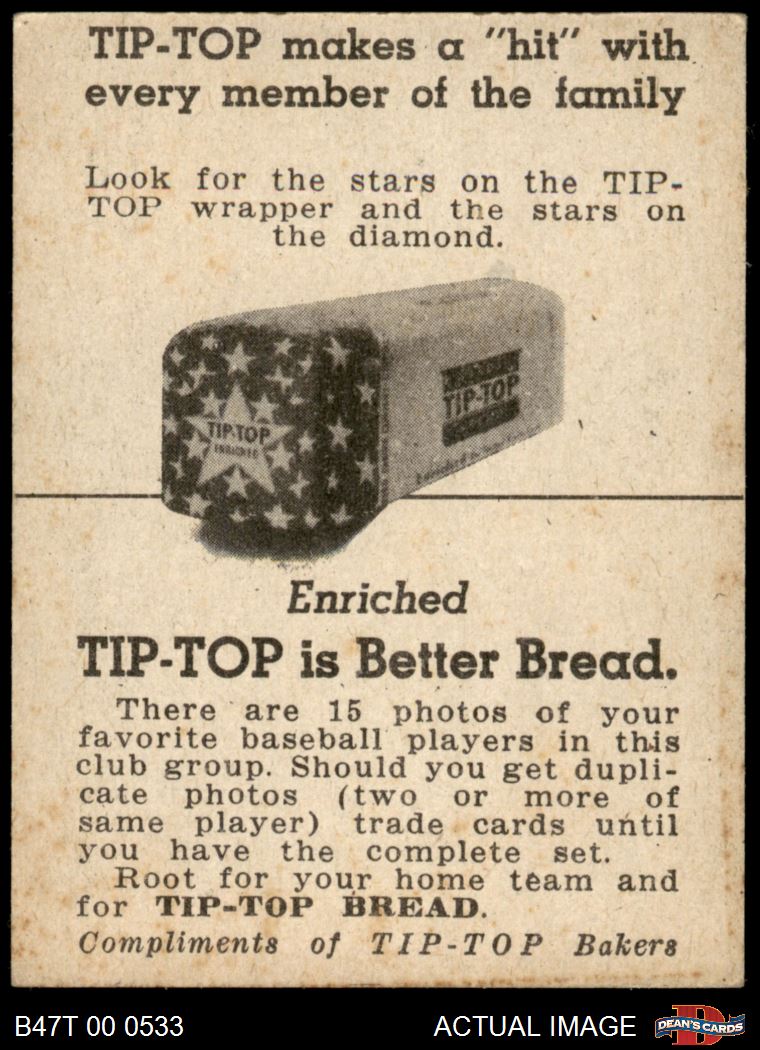 TIP-TOP makes a "hit" with
every member of the family
Look for the stars on the TIP-
TOP wrapper and the stars on
the diamond.
TIP-TOP
ENRICHED
TIP-TOP
Enriched
TIP-TOP is Better Bread.
There are 15 photos of your
favorite baseball players in this
club group. Should you get dupli-
cate photos (two or more of
same player) trade cards until
you have the complete set.
Root for your home team and
for TIP-TOP BREAD.
Compliments of TIP-TOP Bakers
B47T 00 0533
ACTUAL IMAGE
DEAN'S CARDS